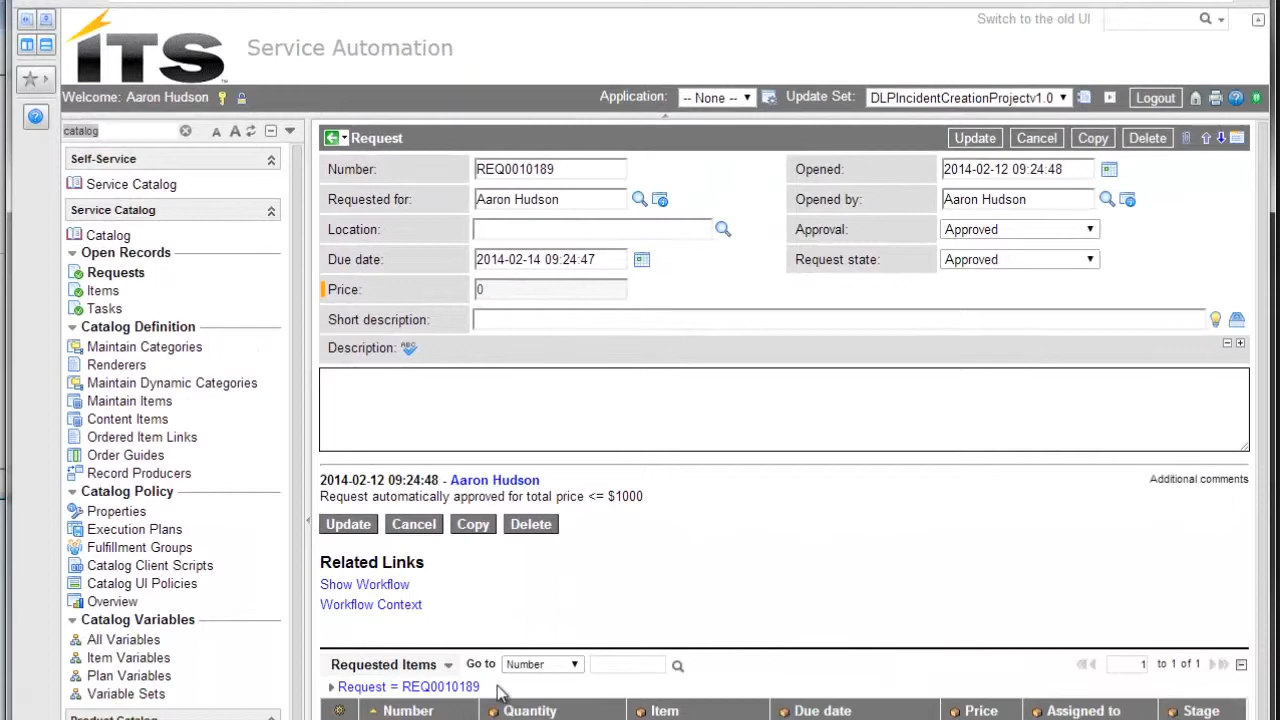 Switch to the old UI
iTS Service Automation
Welcome: Aaron Hudson
Application: -- None -- Update Set: DLPIncidentCreationProjectv1.0 Logout
catalog A A
Self-Service
Service Catalog
Service Catalog
Catalog
Open Records
Requests
Items
Tasks
Catalog Definition
Maintain Categories
Renderers
Maintain Dynamic Categories
Maintain Items
Content Items
Ordered Item Links
Order Guides
Record Producers
Catalog Policy
Properties
Execution Plans
Fulfillment Groups
Catalog Client Scripts
Catalog UI Policies
Overview
Catalog Variables
All Variables
Item Variables
Plan Variables
Variable Sets
Request Update Cancel Copy Delete
Number: REQ0010189 Opened: 2014-02-12 09:24:48
Requested for: Aaron Hudson Opened by: Aaron Hudson
Location: Approval: Approved
Due date: 2014-02-14 09:24:47 Request state: Approved
Price: 0
Short description:
Description:
2014-02-12 09:24:48 - Aaron Hudson Additional comments
Request automatically approved for total price <= $1000
Update Cancel Copy Delete
Related Links
Show Workflow
Workflow Context
Requested Items Go to Number 1 to 1 of 1
Request = REQ0010189
Number Quantity Item Due date Price Assigned to Stage